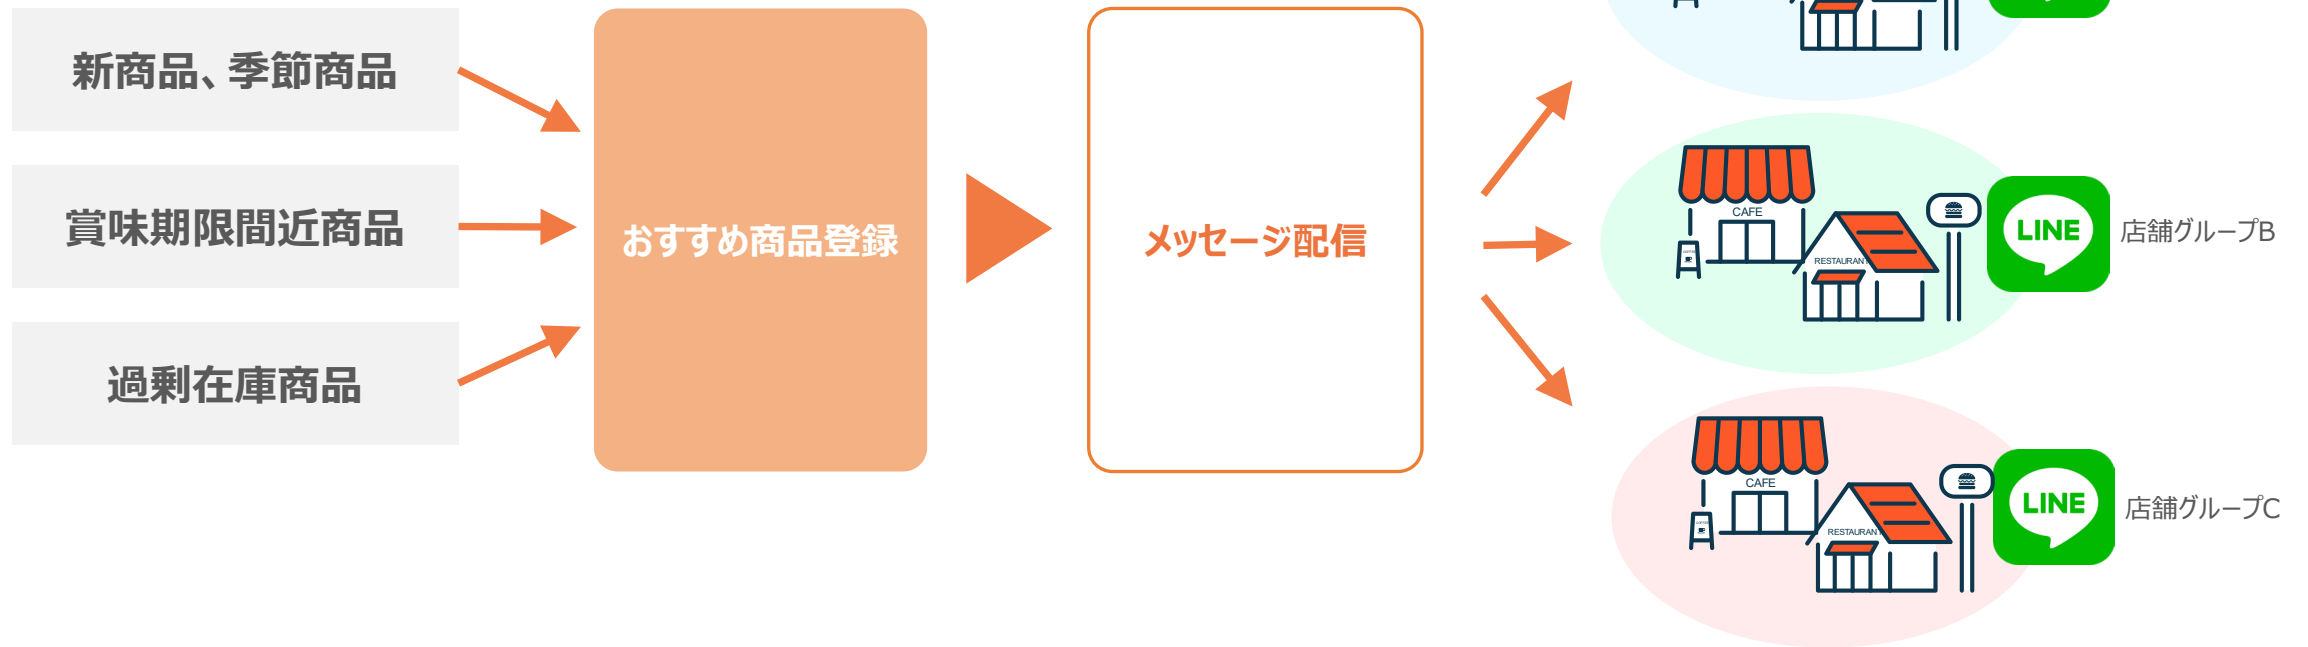 新商品、季節商品
賞味期限間近商品
過剰在庫商品
おすすめ商品登録
メッセージ配信
CAFE
RESTAURANT
LINE
店舗グループB
CAFE
RESTAURANT
LINE
店舗グループC